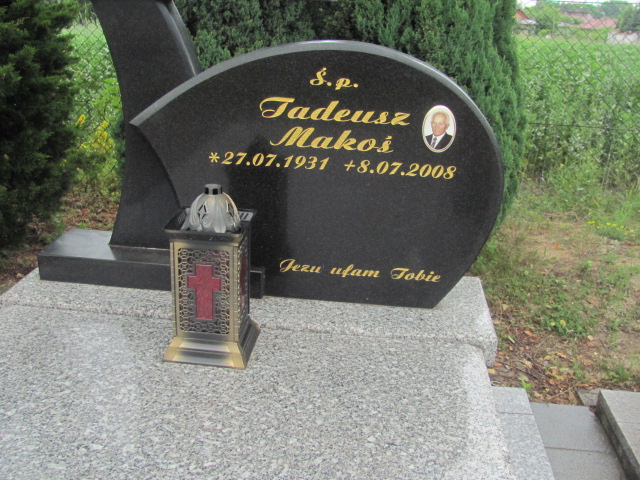 Ś.p.
Tadeusz
Makoś
*27.07.1931 +8.07.2008
Jezu ufam Tobie